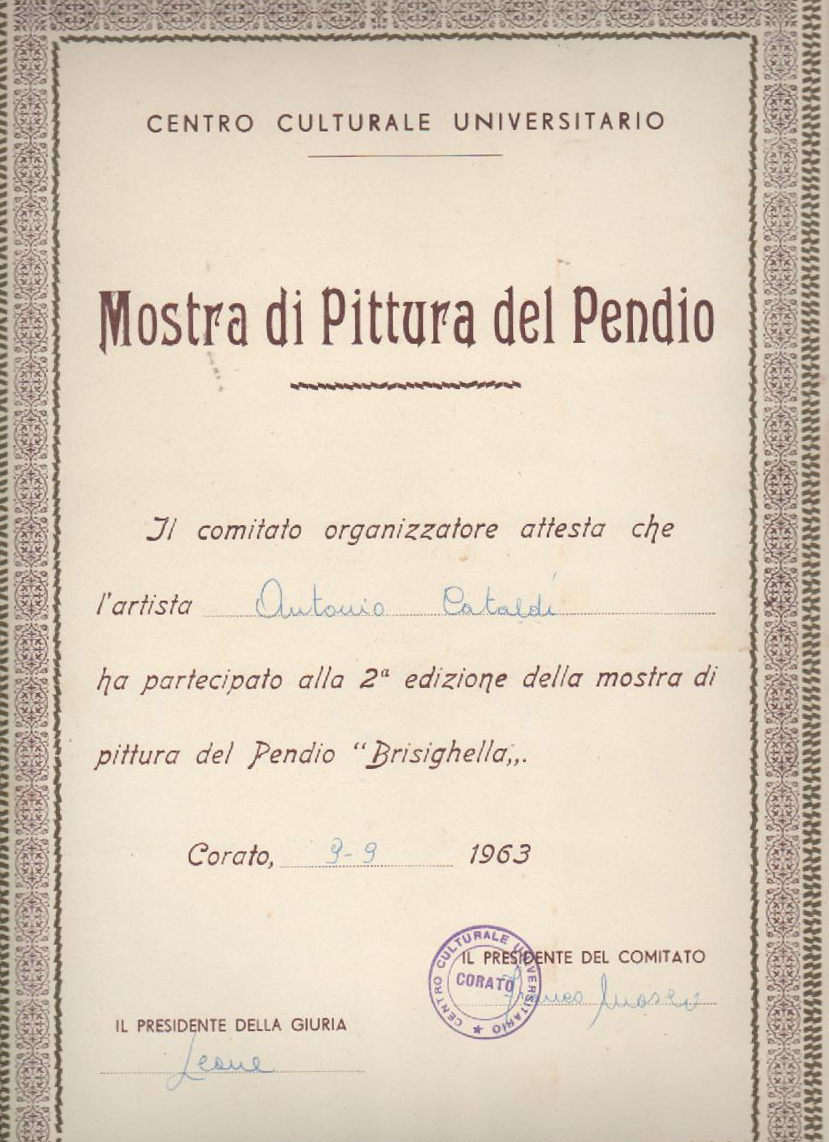 CENTRO CULTURALE UNIVERSITARIO
Mostra di Pittura del Pendio
Il comitato organizzatore attesta che
l'artista Antonio Cataldi
ha partecipato alla 2ª edizione della mostra di
pittura del Pendio “Brisighella„.
Corato, 9-9 1963
CENTRO CULTURALE UNIVERSITARIO
CORATO
IL PRESIDENTE DEL COMITATO
Franco
IL PRESIDENTE DELLA GIURIA
Leone